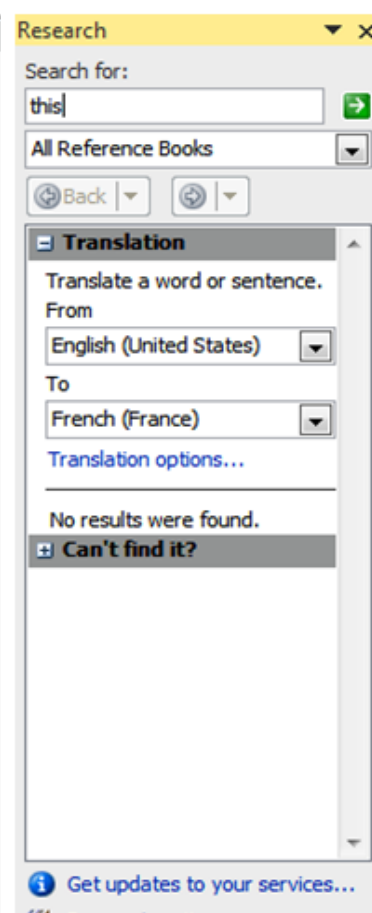 Research
Search for:
this
All Reference Books
Back
Translation
Translate a word or sentence.
From
English (United States)
To
French (France)
Translation options...
No results were found.
Can't find it?
Get updates to your services...